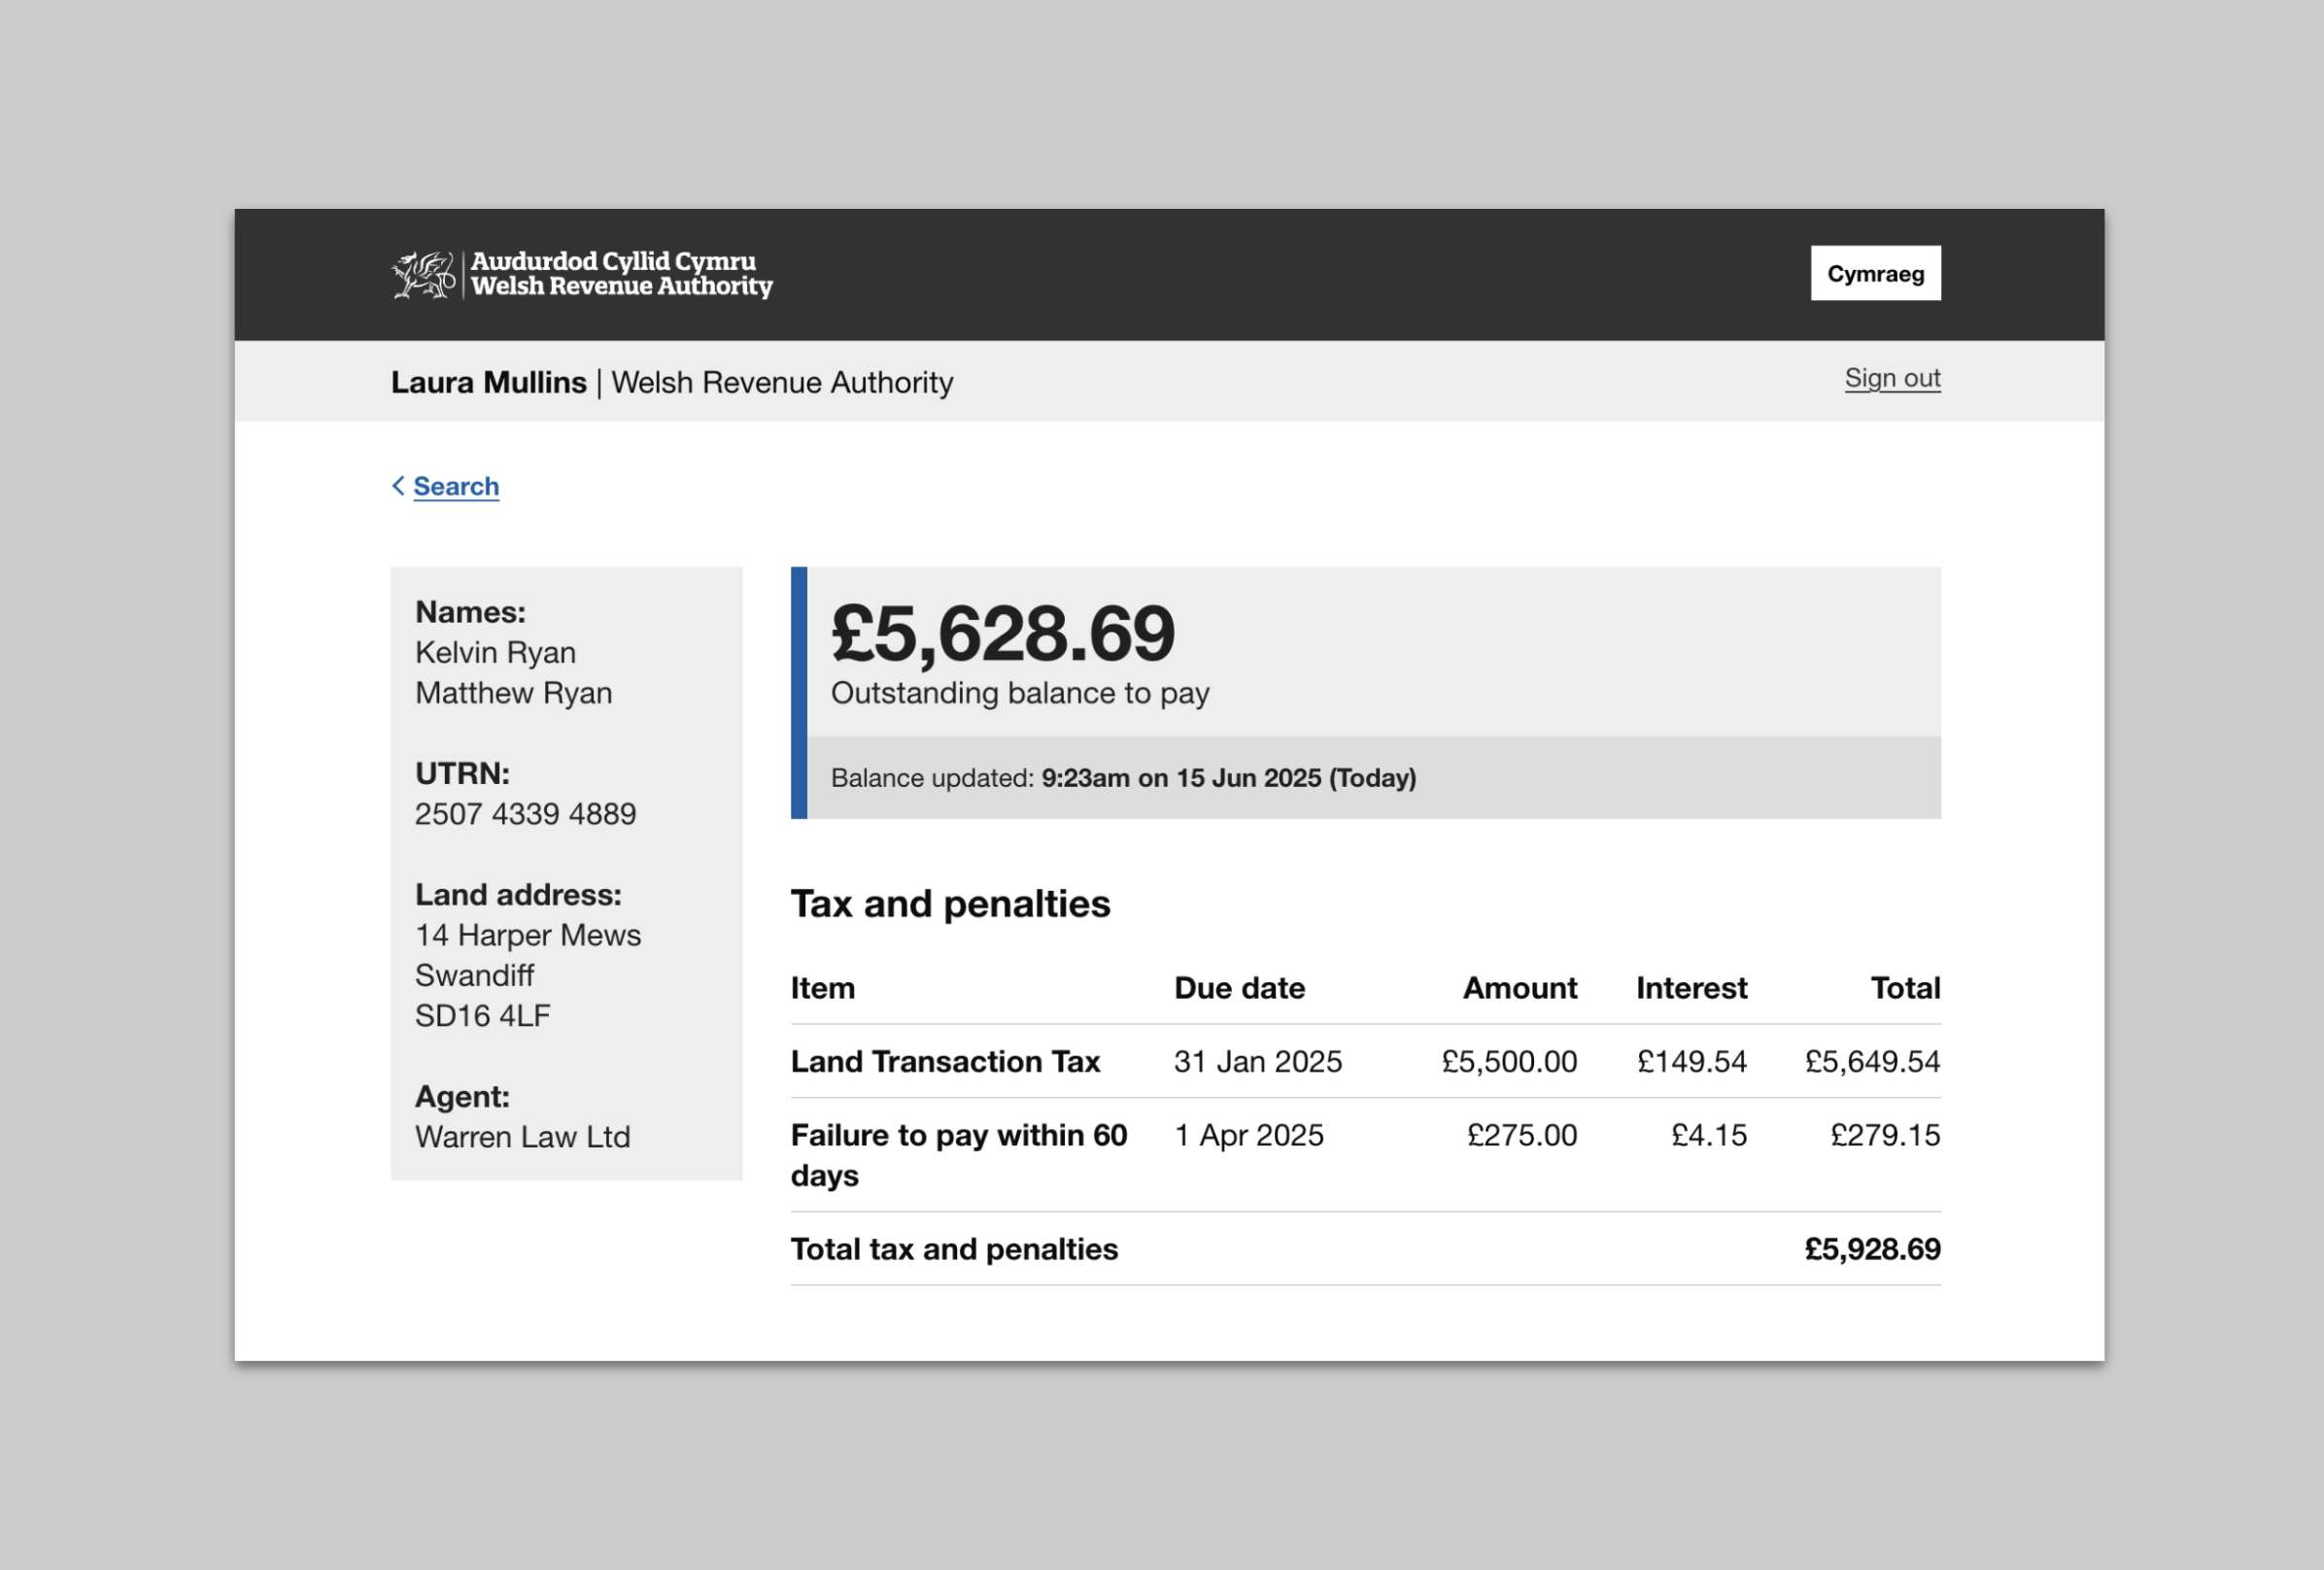 Awdurdod Cyllid Cymru
Welsh Revenue Authority
Cymraeg
Laura Mullins | Welsh Revenue Authority
Sign out
Search
Names:
Kelvin Ryan
Matthew Ryan
UTRN:
2507 4339 4889
Land address:
14 Harper Mews
Swandiff
SD16 4LF
Agent:
Warren Law Ltd
£5,628.69
Outstanding balance to pay
Balance updated: 9:23am on 15 Jun 2025 (Today)
Tax and penalties
Item Due date Amount Interest Total
Land Transaction Tax 31 Jan 2025 £5,500.00 £149.54 £5,649.54
Failure to pay within 60 1 Apr 2025 £275.00 £4.15 £279.15
days
Total tax and penalties £5,928.69